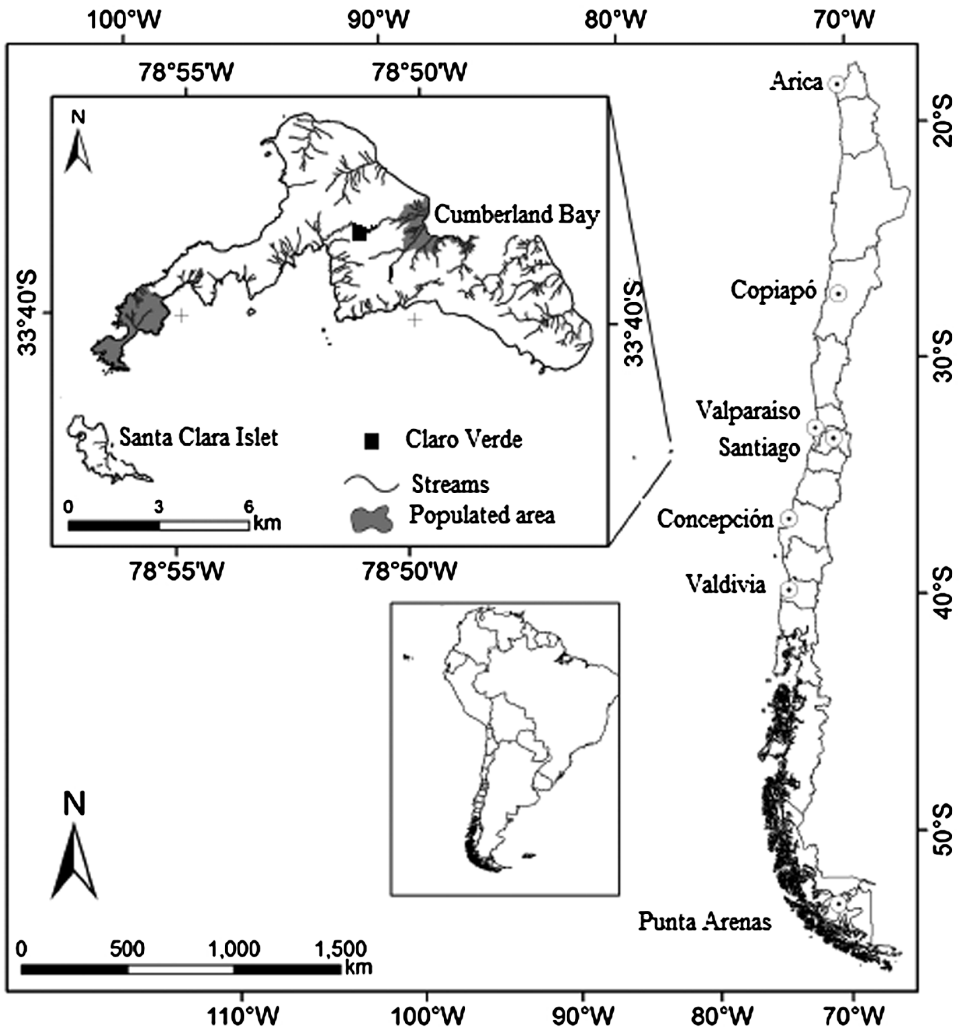 100°W 90°W 80°W 70°W
78°55'W 78°50'W
N
Cumberland Bay
33°40'S
33°40'S
Santa Clara Islet
Claro Verde
Streams
Populated area
0 3 6
km
78°55'W 78°50'W
Arica
Copiapó
Valparaiso
Santiago
Concepción
Valdivia
Punta Arenas
20°S
30°S
40°S
50°S
N
0 500 1,000 1,500
km
110°W 100°W 90°W 80°W 70°W